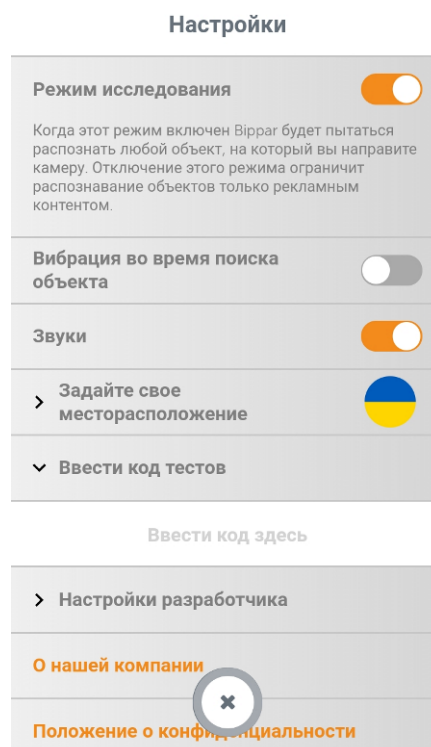 Настройки
Режим исследования
Когда этот режим включен Bippar будет пытаться
распознать любой объект, на который вы направите
камеру. Отключение этого режима ограничит
распознавание объектов только рекламным
контентом.
Вибрация во время поиска
объекта
Звуки
Задайте свое
месторасположение
Ввести код тестов
Ввести код здесь
Настройки разработчика
О нашей компании
Положение о конфиденциальности